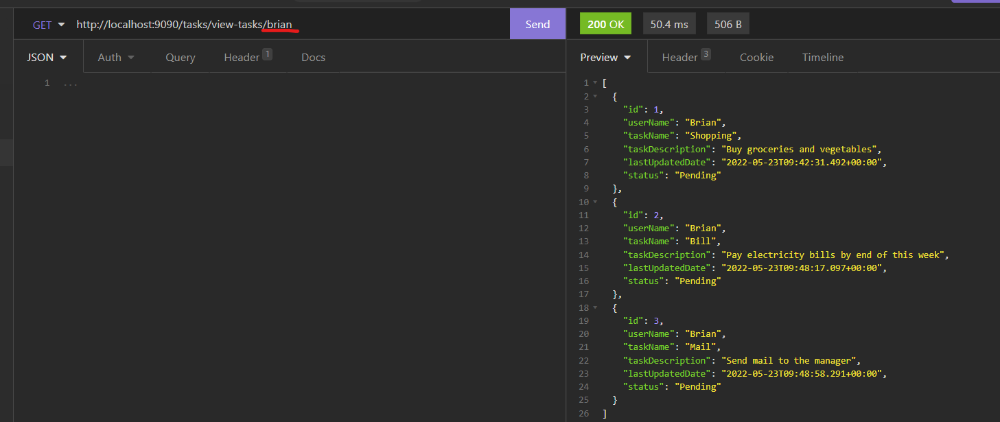 GET http://localhost:9090/tasks/view-tasks/brian Send 200 OK 50.4 ms 506 B
JSON Auth Query Header 1 Docs Preview Header 3 Cookie Timeline
1 ...
1 [
2 {
3 "id": 1,
4 "userName": "Brian",
5 "taskName": "Shopping",
6 "taskDescription": "Buy groceries and vegetables",
7 "lastUpdatedDate": "2022-05-23T09:42:31.492+00:00",
8 "status": "Pending"
9 },
10 {
11 "id": 2,
12 "userName": "Brian",
13 "taskName": "Bill",
14 "taskDescription": "Pay electricity bills by end of this week",
15 "lastUpdatedDate": "2022-05-23T09:48:17.097+00:00",
16 "status": "Pending"
17 },
18 {
19 "id": 3,
20 "userName": "Brian",
21 "taskName": "Mail",
22 "taskDescription": "Send mail to the manager",
23 "lastUpdatedDate": "2022-05-23T09:48:58.291+00:00",
24 "status": "Pending"
25 }
26 ]